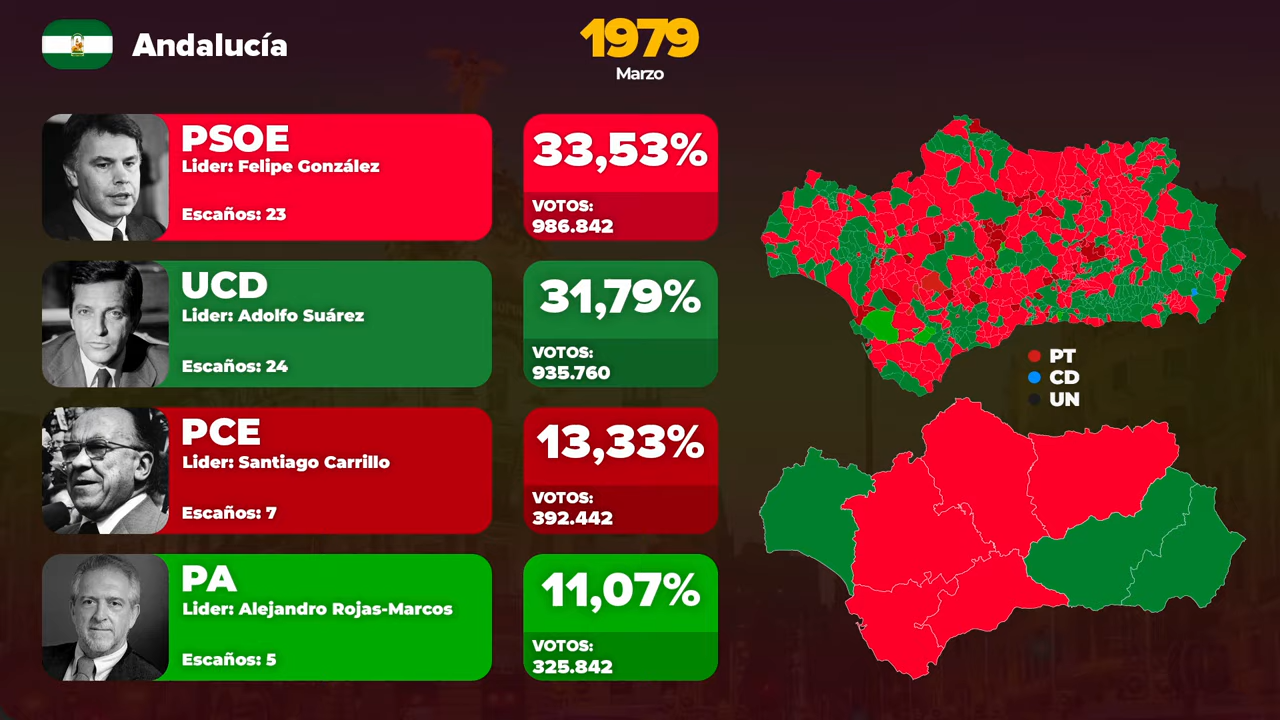 Andalucía
1979
Marzo
PSOE
Lider: Felipe González
Escaños: 23
33,53%
VOTOS:
986.842
UCD
Lider: Adolfo Suárez
Escaños: 24
31,79%
VOTOS:
935.760
PCE
Lider: Santiago Carrillo
Escaños: 7
13,33%
VOTOS:
392.442
PA
Lider: Alejandro Rojas-Marcos
Escaños: 5
11,07%
VOTOS:
325.842
PT
CD
UN